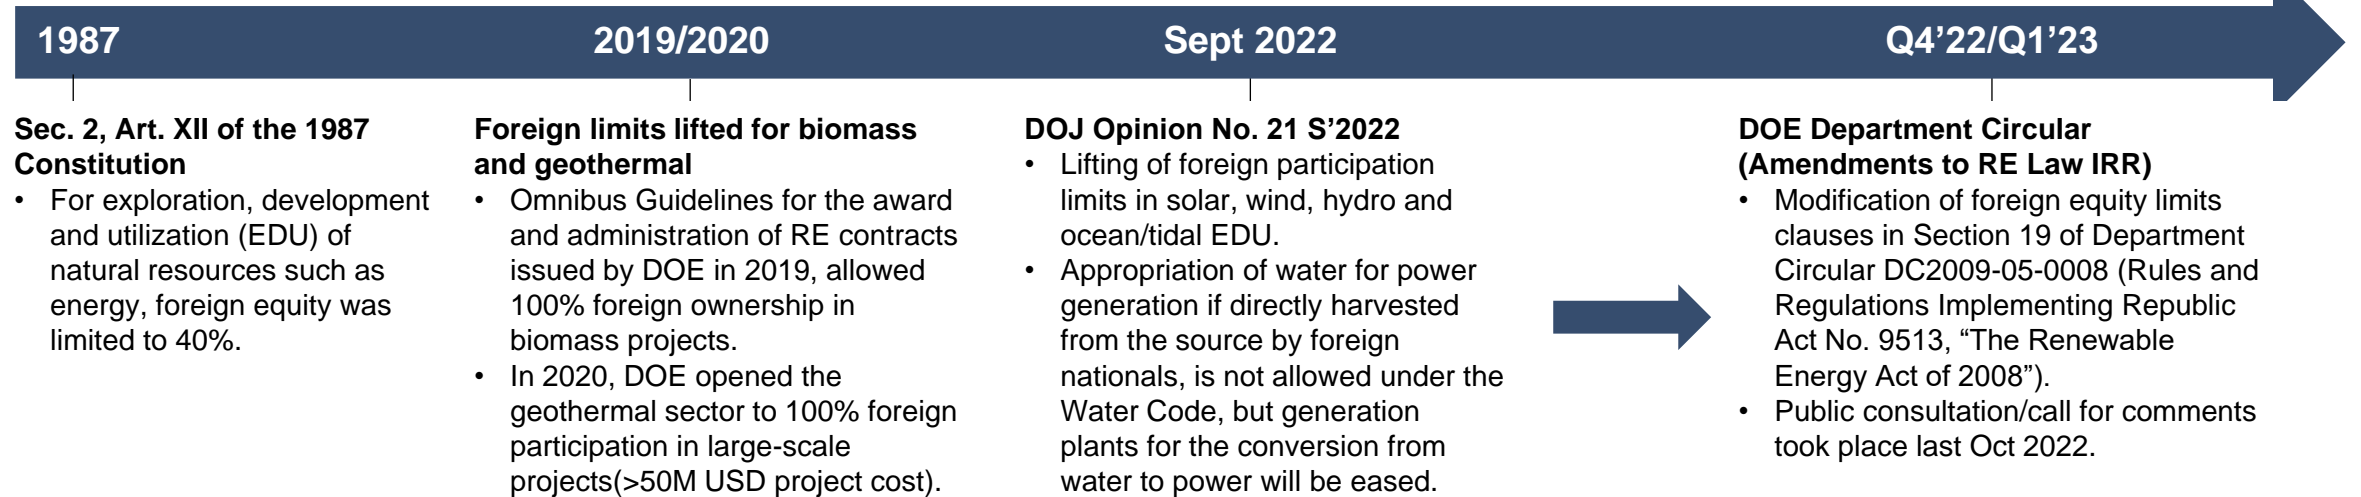 1987
2019/2020
Sept 2022
Q4’22/Q1’23
Sec. 2, Art. XII of the 1987
Constitution
• For exploration, development
and utilization (EDU) of
natural resources such as
energy, foreign equity was
limited to 40%.
Foreign limits lifted for biomass
and geothermal
• Omnibus Guidelines for the award
and administration of RE contracts
issued by DOE in 2019, allowed
100% foreign ownership in
biomass projects.
• In 2020, DOE opened the
geothermal sector to 100% foreign
participation in large-scale
projects(>50M USD project cost).
DOJ Opinion No. 21 S’2022
• Lifting of foreign participation
limits in solar, wind, hydro and
ocean/tidal EDU.
• Appropriation of water for power
generation if directly harvested
from the source by foreign
nationals, is not allowed under the
Water Code, but generation
plants for the conversion from
water to power will be eased.
DOE Department Circular
(Amendments to RE Law IRR)
• Modification of foreign equity limits
clauses in Section 19 of Department
Circular DC2009-05-0008 (Rules and
Regulations Implementing Republic
Act No. 9513, “The Renewable
Energy Act of 2008”).
• Public consultation/call for comments
took place last Oct 2022.